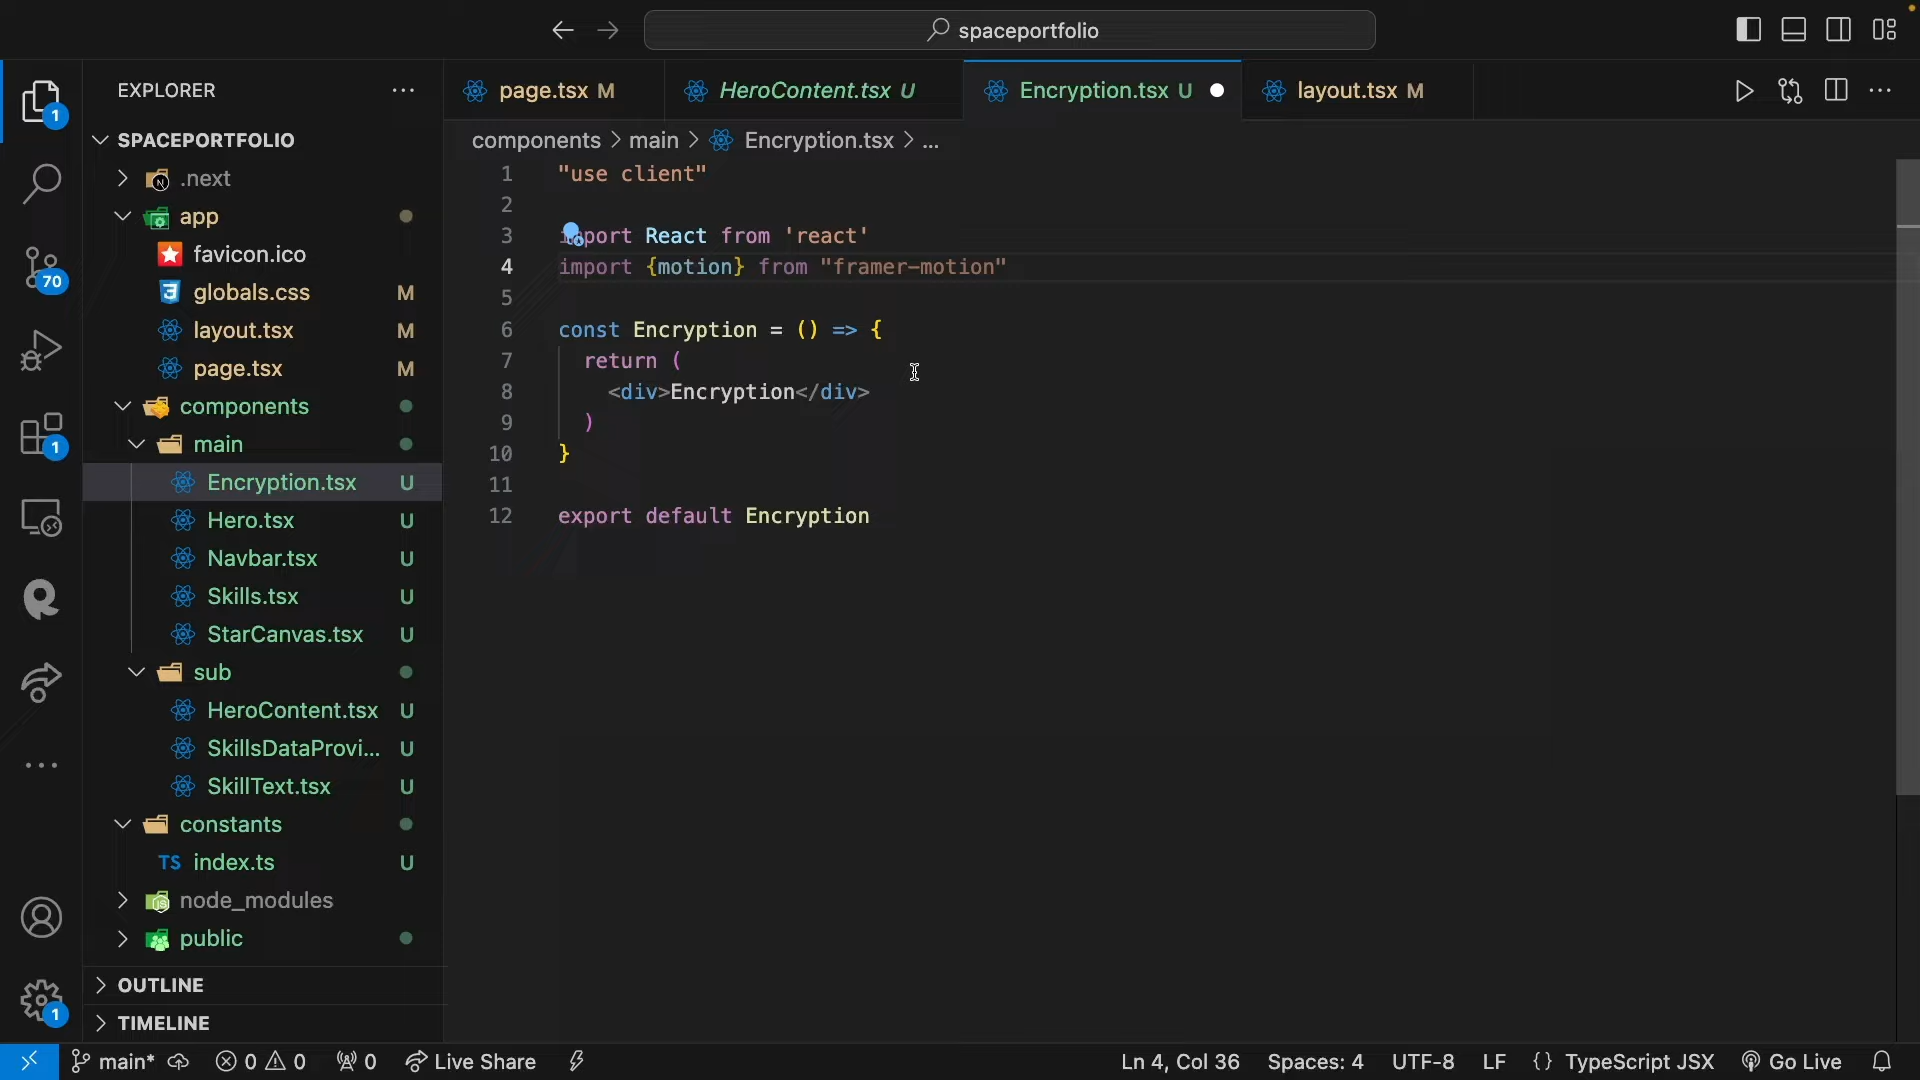 spaceportfolio
EXPLORER
page.tsx M
HeroContent.tsx U
Encryption.tsx U
layout.tsx M
components > main > Encryption.tsx > ...
SPACEPORTFOLIO
.next
app
favicon.ico
globals.css M
layout.tsx M
page.tsx M
components
main
Encryption.tsx U
Hero.tsx U
Navbar.tsx U
Skills.tsx U
StarCanvas.tsx U
sub
HeroContent.tsx U
SkillsDataProvi... U
SkillText.tsx U
constants
TS index.ts U
node_modules
public
OUTLINE
TIMELINE
1
70
1
1
1 "use client"
2
3 import React from 'react'
4 import {motion} from "framer-motion"
5
6 const Encryption = () => {
7 return (
8 <div>Encryption</div>
9 )
10 }
11
12 export default Encryption
main* 0 0 0 Live Share
Ln 4, Col 36 Spaces: 4 UTF-8 LF {} TypeScript JSX Go Live